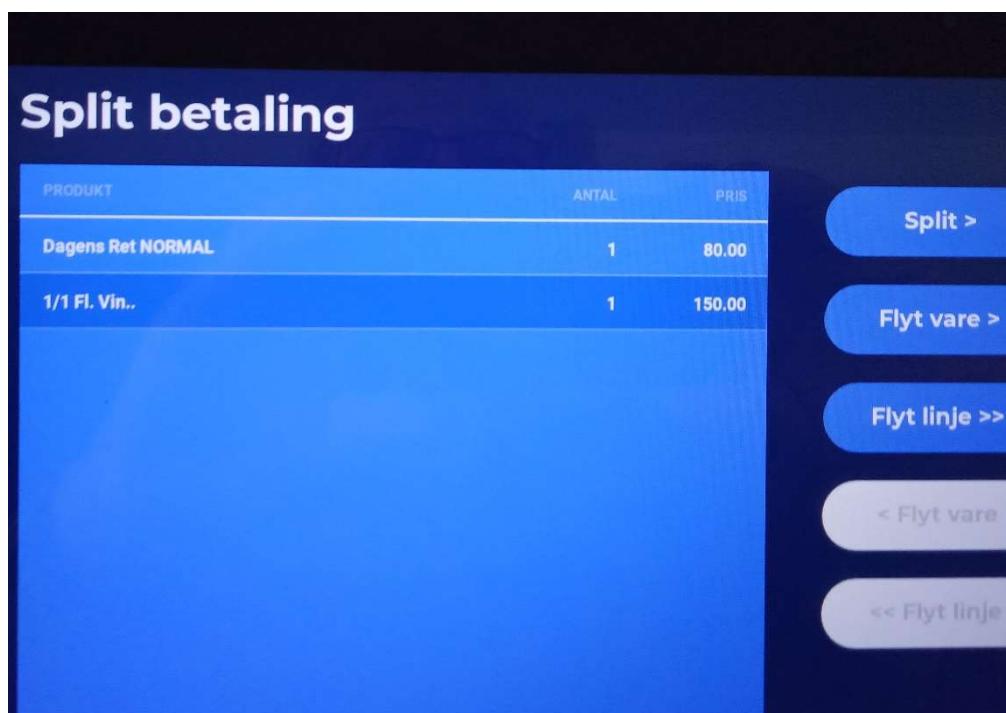 Split betaling
PRODUKT ANTAL PRIS
Dagens Ret NORMAL 1 80.00
1/1 Fl. Vin.. 1 150.00
Split >
Flyt vare >
Flyt linje >>
< Flyt vare
<< Flyt linje